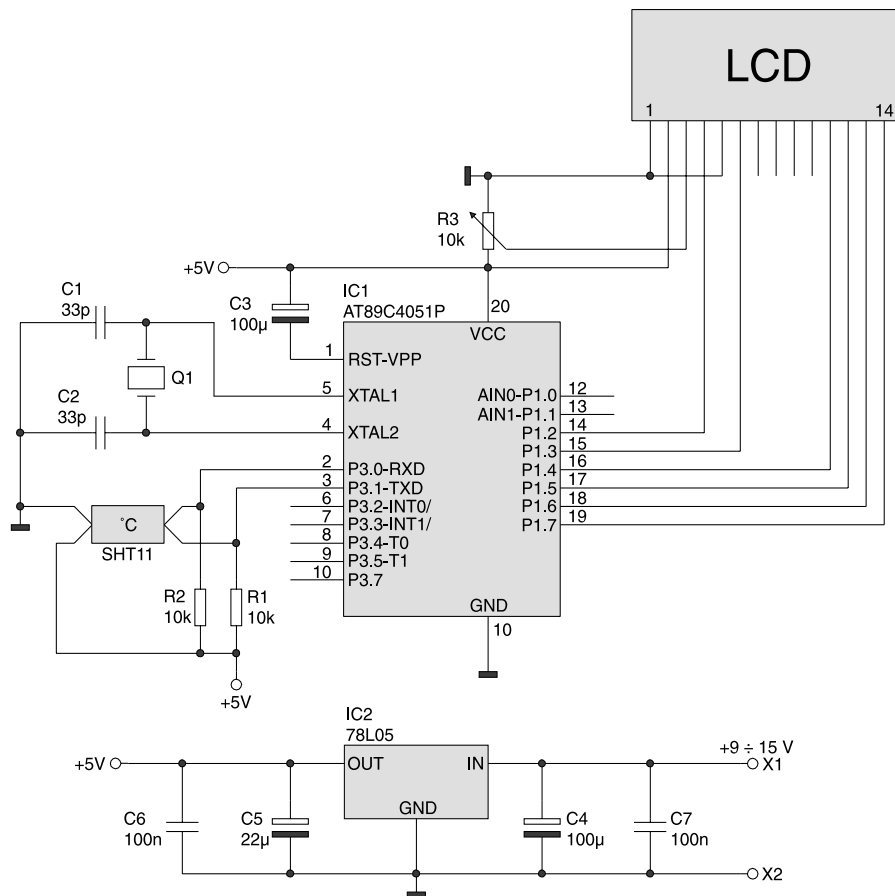 LCD
1 14
R3
10k
+5V
C1
33p
C3
100µ
IC1
AT89C4051P
20
VCC
1 RST-VPP
Q1
5 XTAL1
AIN0-P1.0 12
AIN1-P1.1 13
C2
33p
4 XTAL2
P1.2 14
P1.3 15
2 P3.0-RXD
P1.4 16
3 P3.1-TXD
P1.5 17
6 P3.2-INT0/
P1.6 18
7 P3.3-INT1/
P1.7 19
°C
SHT11
8 P3.4-T0
9 P3.5-T1
10 P3.7
R2
10k
R1
10k
GND
10
+5V
IC2
78L05
+9 ÷ 15 V
+5V
OUT IN
X1
GND
C6
100n
C5
22µ
C4
100µ
C7
100n
X2